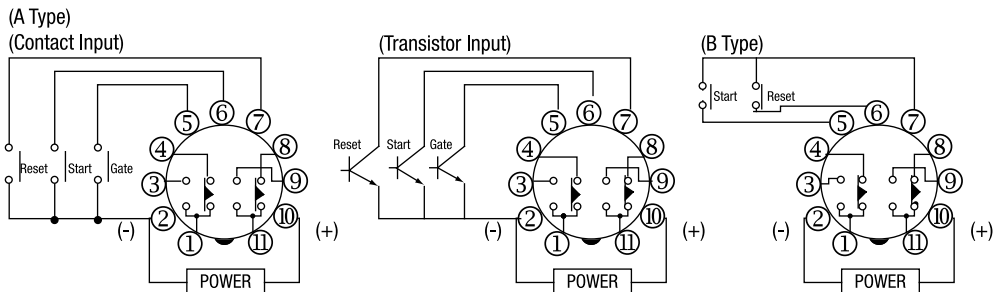 (A Type)
(Contact Input)
Reset
Start
Gate
5
6
7
4
8
3
9
2
10
1
11
(-)
(+)
POWER
(Transistor Input)
Reset
Start
Gate
5
6
7
4
8
3
9
2
10
1
11
(-)
(+)
POWER
(B Type)
Start
Reset
5
6
7
4
8
3
9
2
10
1
11
(-)
(+)
POWER